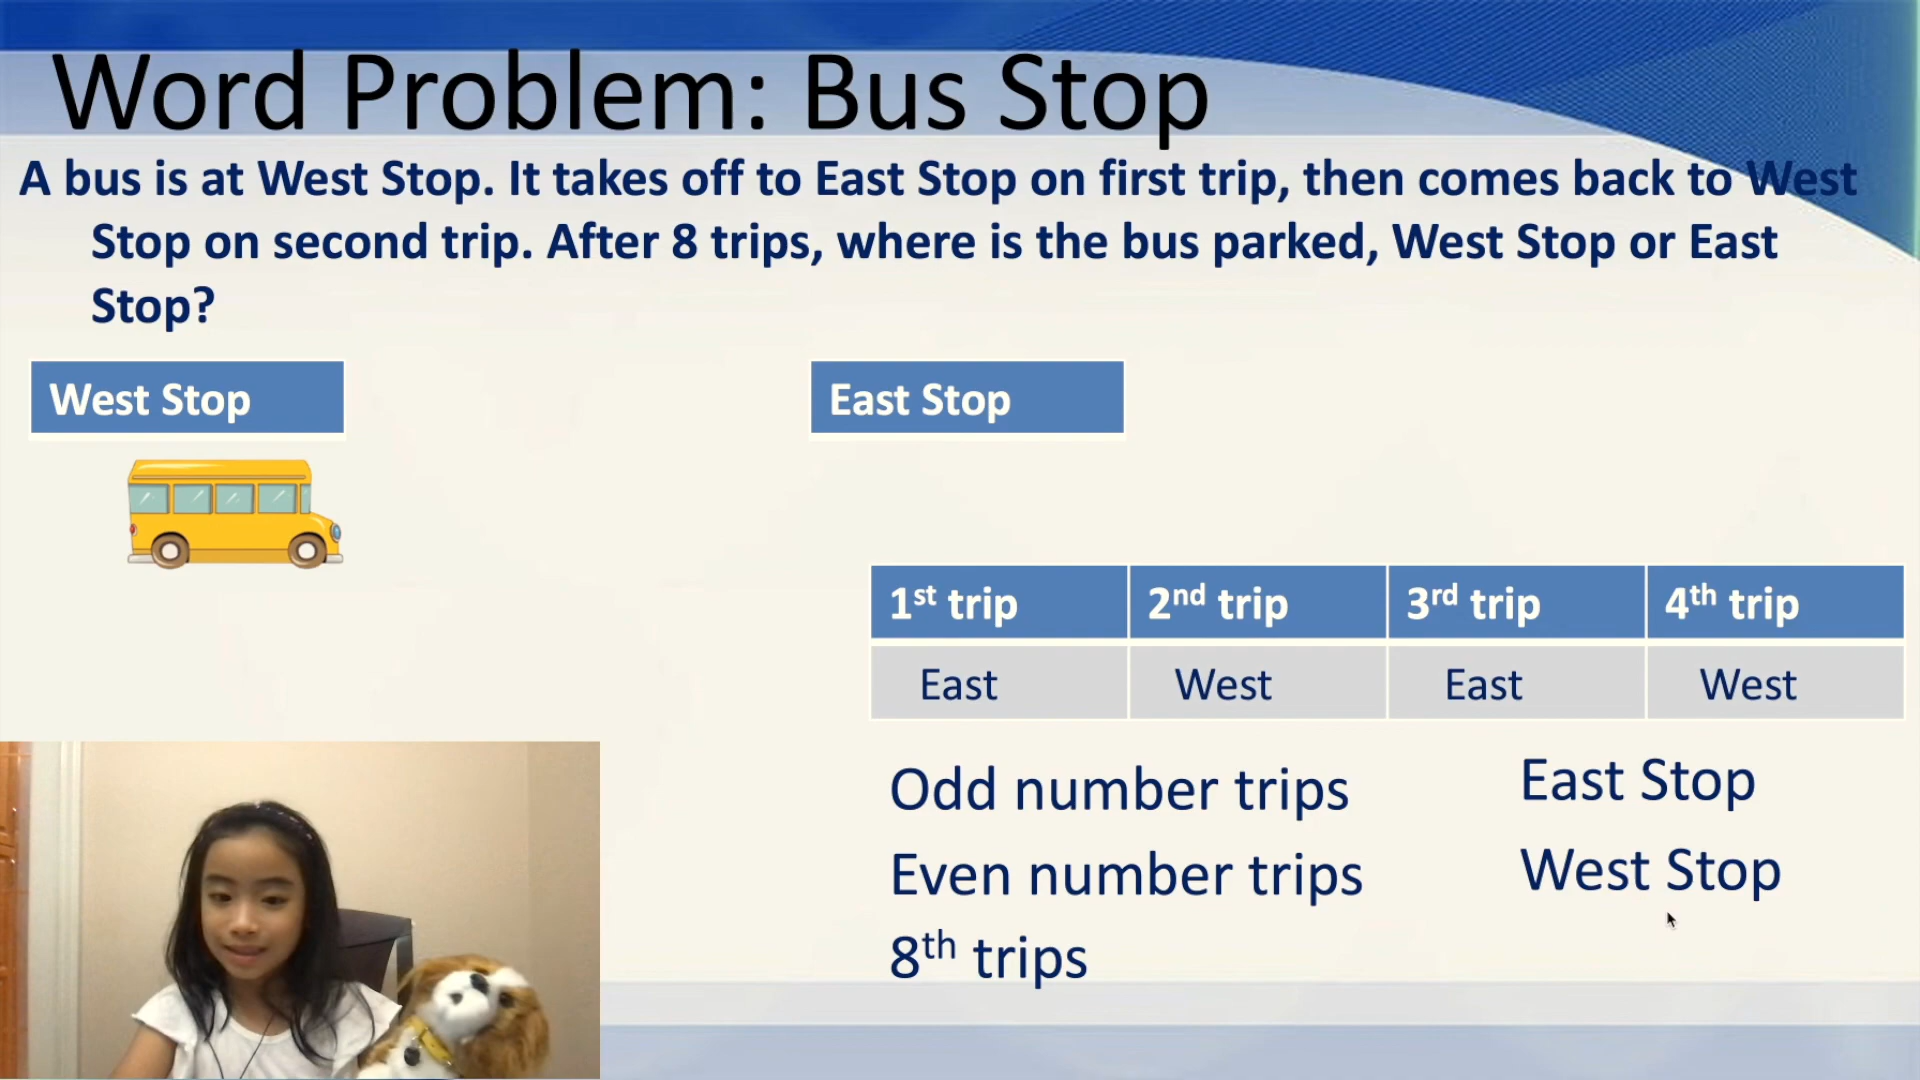 Word Problem: Bus Stop
A bus is at West Stop. It takes off to East Stop on first trip, then comes back to West
Stop on second trip. After 8 trips, where is the bus parked, West Stop or East
Stop?
West Stop
East Stop
1st trip 2nd trip 3rd trip 4th trip
East West East West
Odd number trips East Stop
Even number trips West Stop
8th trips